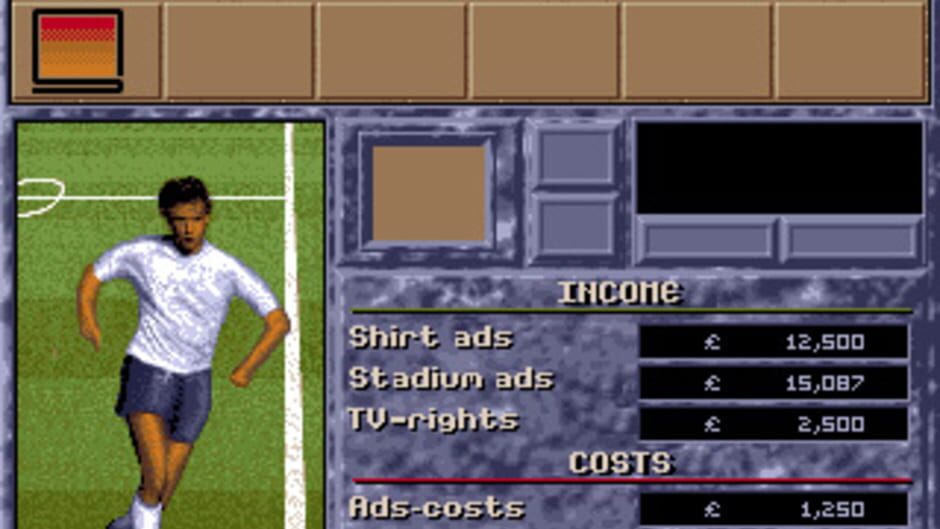 INCOME
Shirt ads £ 12,500
Stadium ads £ 15,087
TV-rights £ 2,500
COSTS
Ads-costs £ 1,250